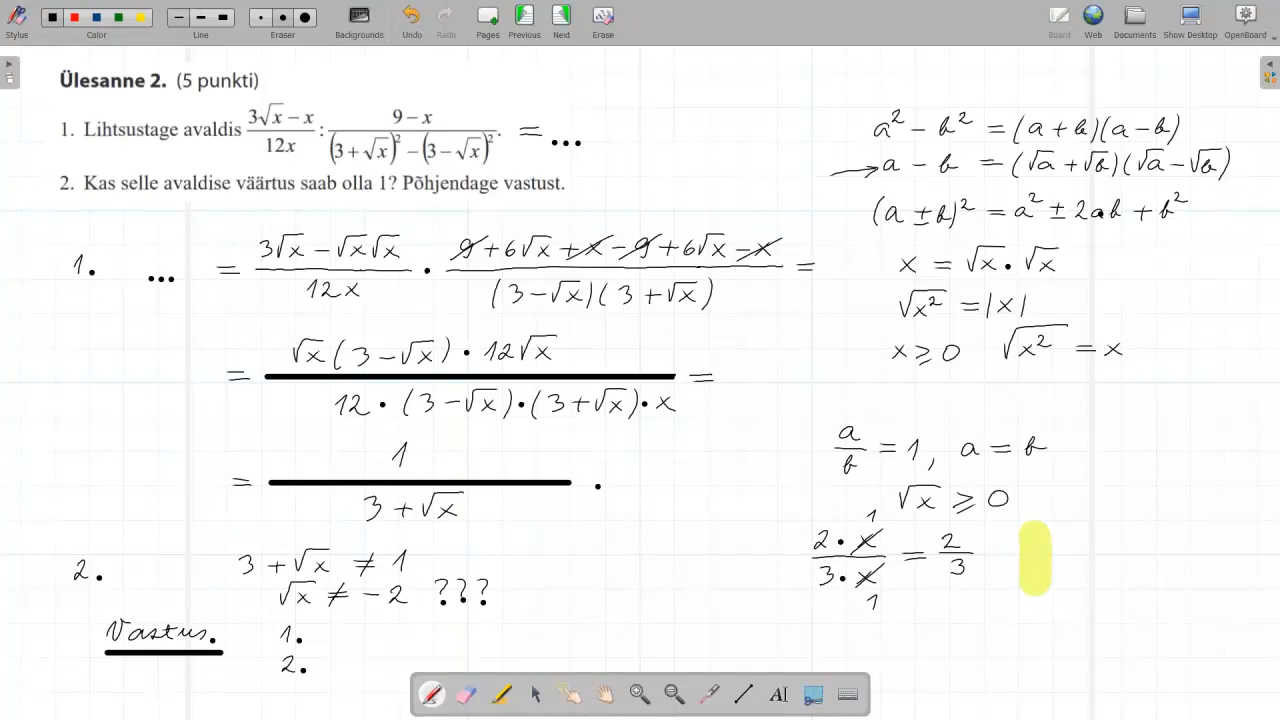 Stylus Color Line Eraser Backgrounds Undo Redo Pages Previous Next Erase Board Web Documents Show Desktop OpenBoard
Ülesanne 2. (5 punkti)
1. Lihtsustage avaldis (3√x − x)/(12x) : (9 − x)/((3 + √x)² − (3 − √x)²). = ...
2. Kas selle avaldise väärtus saab olla 1? Põhjendage vastust.
1. ... = (3√x − √x√x)/(12x) · (9 + 6√x + x − 9 + 6√x − x)/((3 − √x)(3 + √x)) =
= (√x(3 − √x) · 12√x)/(12 · (3 − √x) · (3 + √x) · x) =
= 1/(3 + √x) .
2. 3 + √x ≠ 1
√x ≠ −2 ???
Vastus. 1.
2.
a² − b² = (a + b)(a − b)
→ a − b = (√a + √b)(√a − √b)
(a ± b)² = a² ± 2ab + b²
x = √x · √x
√x² = |x|
x ≥ 0 √x² = x
a/b = 1, a = b
√x ≥ 0
1
(2 · x)/(3 · x) = 2/3
1
AI